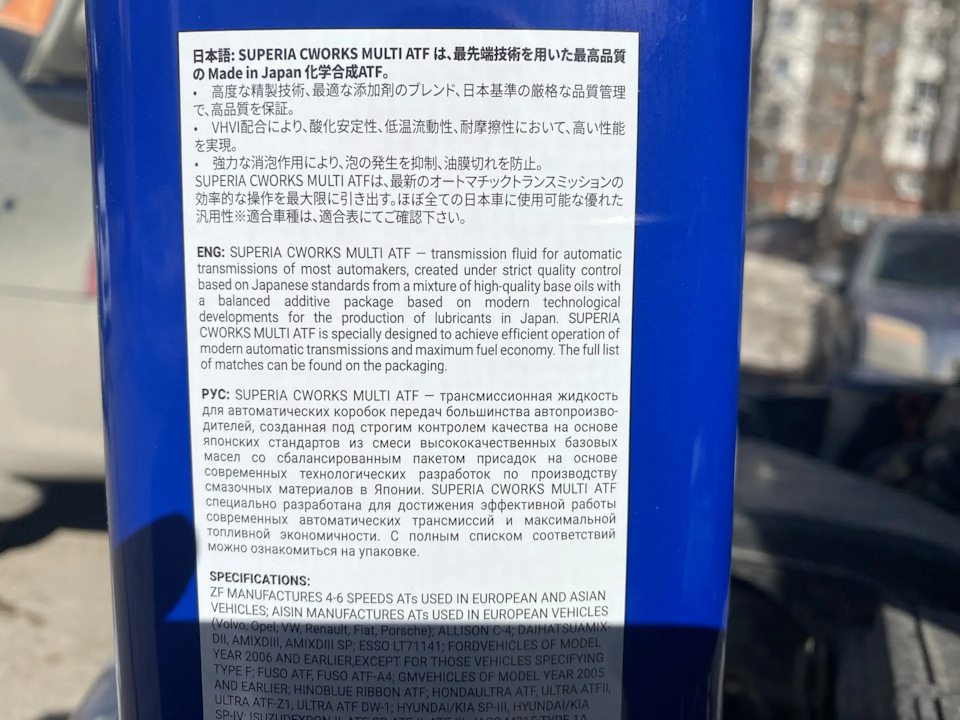 日本語: SUPERIA CWORKS MULTI ATF は、最先端技術を用いた最高品質
の Made in Japan 化学合成ATF。
・ 高度な精製技術、最適な添加剤のブレンド、日本基準の厳格な品質管理
で、高品質を保証。
・ VHVI配合により、酸化安定性、低温流動性、耐摩擦性において、高い性能
を実現。
・ 強力な消泡作用により、泡の発生を抑制、油膜切れを防止。
SUPERIA CWORKS MULTI ATFは、最新のオートマチックトランスミッションの
効率的な操作を最大限に引き出す。ほぼ全ての日本車に使用可能な優れた
汎用性※適合車種は、適合表にてご確認下さい。
ENG: SUPERIA CWORKS MULTI ATF — transmission fluid for automatic
transmissions of most automakers, created under strict quality control
based on Japanese standards from a mixture of high-quality base oils with
a balanced additive package based on modern technological
developments for the production of lubricants in Japan. SUPERIA
CWORKS MULTI ATF is specially designed to achieve efficient operation of
modern automatic transmissions and maximum fuel economy. The full list
of matches can be found on the packaging.
РУС: SUPERIA CWORKS MULTI ATF — трансмиссионная жидкость
для автоматических коробок передач большинства автопроизво-
дителей, созданная под строгим контролем качества на основе
японских стандартов из смеси высококачественных базовых
масел со сбалансированным пакетом присадок на основе
современных технологических разработок по производству
смазочных материалов в Японии. SUPERIA CWORKS MULTI ATF
специально разработана для достижения эффективной работы
современных автоматических трансмиссий и максимальной
топливной экономичности. С полным списком соответствий
можно ознакомиться на упаковке.
SPECIFICATIONS:
ZF MANUFACTURES 4-6 SPEEDS ATs USED IN EUROPEAN AND ASIAN
VEHICLES; AISIN MANUFACTURES ATs USED IN EUROPEAN VEHICLES
(Volvo, Opel, VW, Renault, Fiat, Porsche); ALLISON C-4; DAIHATSUAMIX-
DII, AMIXDIII, AMIXDIII SP; ESSO LT71141; FORDVEHICLES OF MODEL
YEAR 2006 AND EARLIER,EXCEPT FOR THOSE VEHICLES SPECIFYING
TYPE F; FUSO ATF, FUSO ATF-A4; GMVEHICLES OF MODEL YEAR 2005
AND EARLIER; HINOBLUE RIBBON ATF; HONDAULTRA ATF, ULTRA ATFII,
ULTRA ATF-Z1, ULTRA ATF DW-1; HYUNDAI/KIA SP-III, HYUNDAI/KIA
SP-IV;